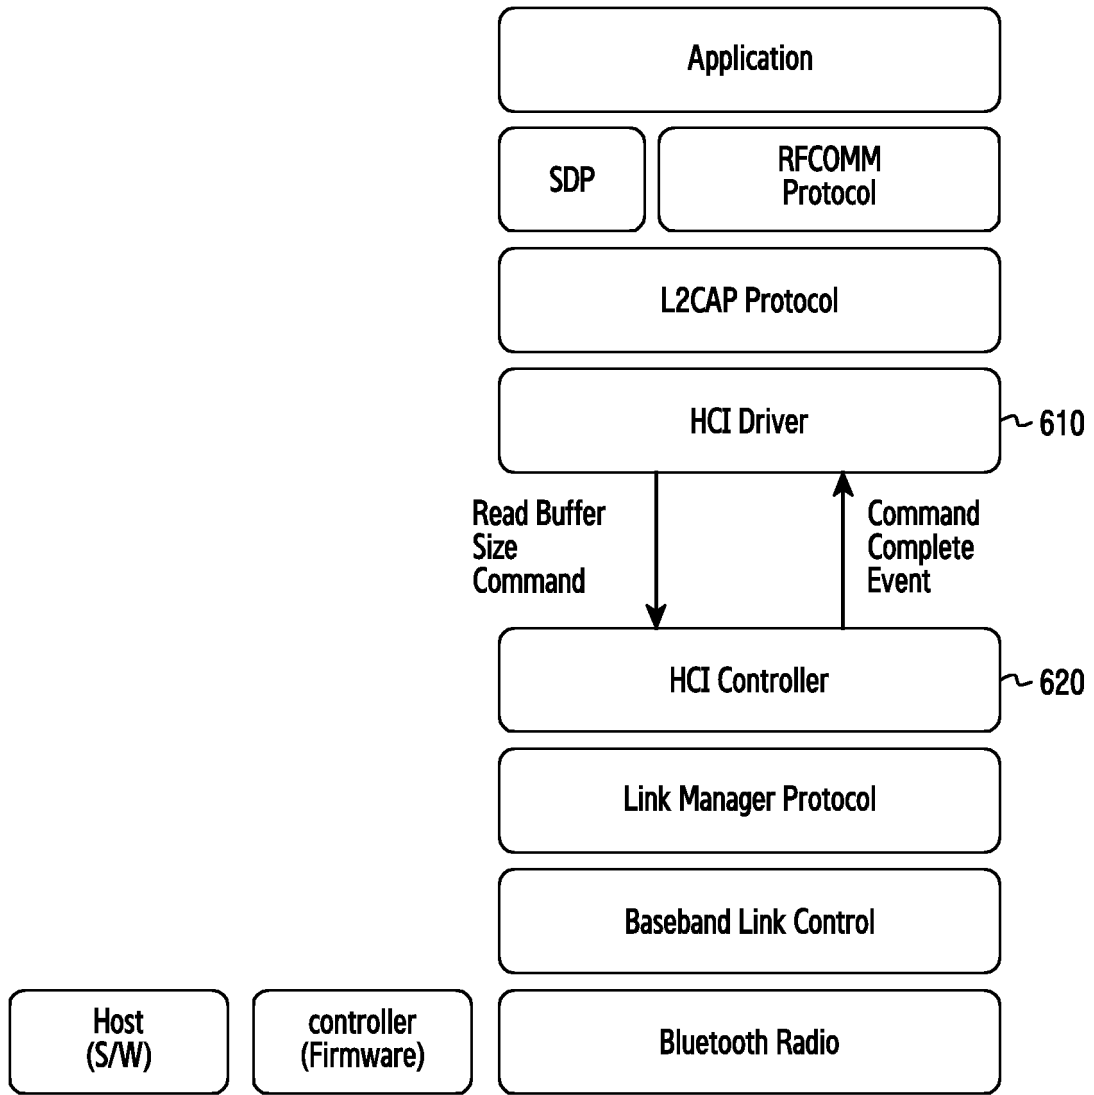 Application
SDP
RFCOMM
Protocol
L2CAP Protocol
HCI Driver
610
Read Buffer
Size
Command
Command
Complete
Event
HCI Controller
620
Link Manager Protocol
Baseband Link Control
Host
(S/W)
controller
(Firmware)
Bluetooth Radio